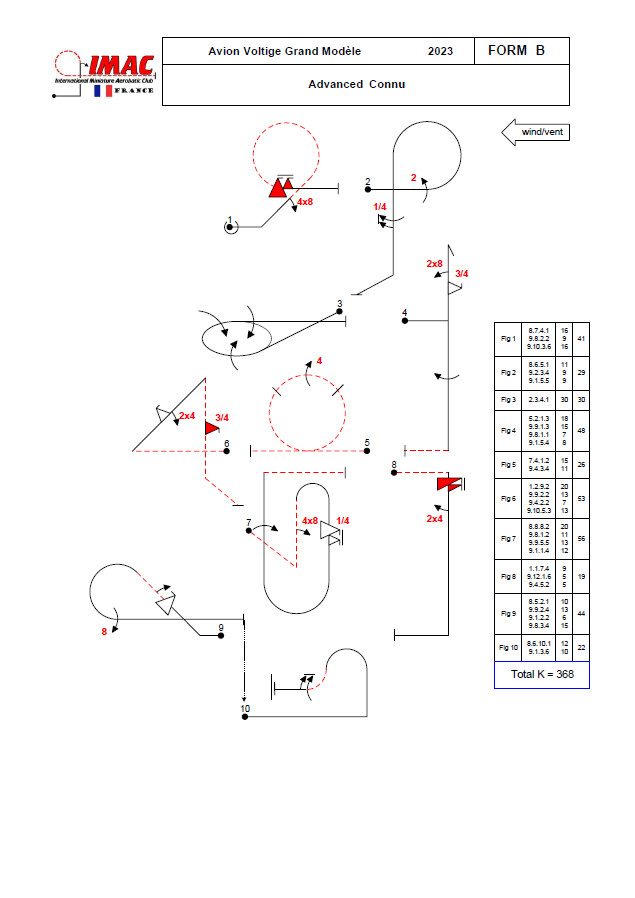 IMAC
International Miniature Aerobatic Club
FRANCE
Avion Voltige Grand Modèle 2023 FORM B
Advanced Connu
wind/vent
1
4x8
2
2
1/4
3
2x8
3/4
4
4
5
2x4
3/4
6
7
4x8
1/4
8
2x4
8
9
10
Fig 1 8.7.4.1 16 41
9.8.2.2 9
9.10.3.6 16
Fig 2 8.6.5.1 11 29
9.2.3.4 9
9.1.5.5 9
Fig 3 2.3.4.1 30 30
Fig 4 5.2.1.3 18 48
9.9.1.3 15
9.8.1.1 7
9.1.5.4 8
Fig 5 7.4.1.2 15 26
9.4.3.4 11
Fig 6 1.2.9.2 20 53
9.9.2.2 13
9.4.2.2 7
9.10.5.3 13
Fig 7 8.8.8.2 20 56
9.8.1.2 11
9.9.5.5 13
9.1.1.4 12
Fig 8 1.1.7.4 9 19
9.12.1.6 5
9.4.5.2 5
Fig 9 8.5.2.1 10 44
9.9.2.4 13
9.1.2.2 6
9.8.3.4 15
Fig 10 8.6.10.1 12 22
9.1.3.6 10
Total K = 368